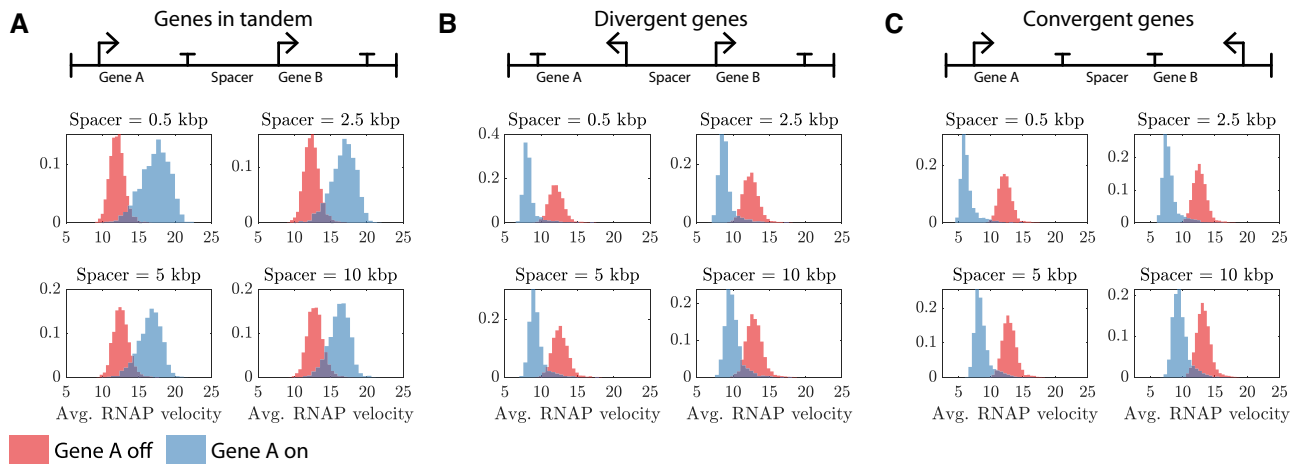 A
Genes in tandem
Gene A Spacer Gene B
Spacer = 0.5 kbp
Spacer = 2.5 kbp
0.1
0
5 10 15 20 25
0.1
0
5 10 15 20 25
Spacer = 5 kbp
Spacer = 10 kbp
0.2
0.1
0
5 10 15 20 25
0.2
0.1
0
5 10 15 20 25
Avg. RNAP velocity
Avg. RNAP velocity
B
Divergent genes
Gene A Spacer Gene B
Spacer = 0.5 kbp
Spacer = 2.5 kbp
0.4
0.2
0
5 10 15 20 25
0.2
0
5 10 15 20 25
Spacer = 5 kbp
Spacer = 10 kbp
0.2
0
5 10 15 20 25
0.2
0.1
0
5 10 15 20 25
Avg. RNAP velocity
Avg. RNAP velocity
C
Convergent genes
Gene A Spacer Gene B
Spacer = 0.5 kbp
Spacer = 2.5 kbp
0.2
0
5 10 15 20 25
0.2
0.1
0
5 10 15 20 25
Spacer = 5 kbp
Spacer = 10 kbp
0.2
0.1
0
5 10 15 20 25
0.2
0.1
0
5 10 15 20 25
Avg. RNAP velocity
Avg. RNAP velocity
Gene A off
Gene A on